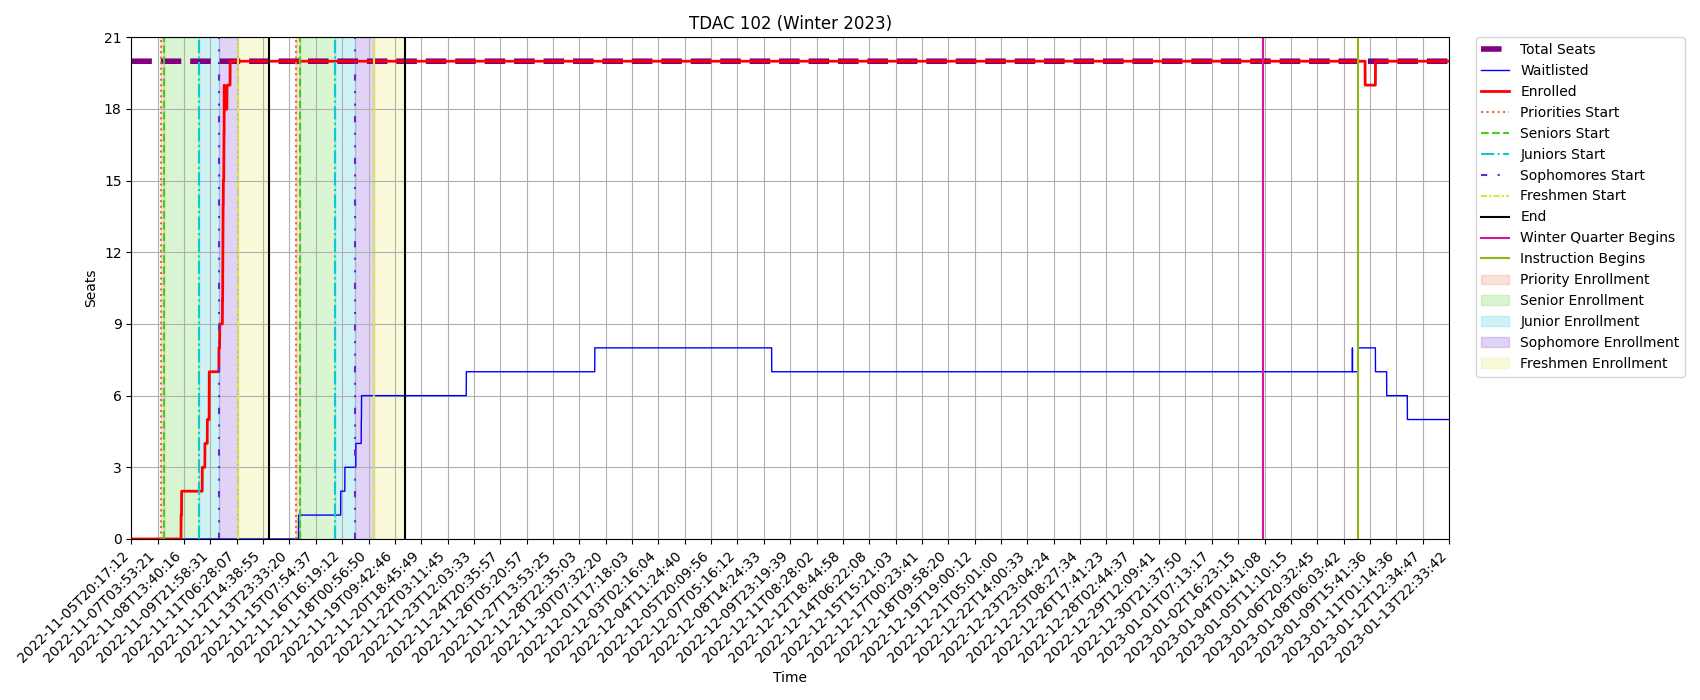 TDAC 102 (Winter 2023)
21
18
15
12
9
6
3
0
Seats
2022-11-05T20:17:12
2022-11-07T03:53:21
2022-11-08T13:40:16
2022-11-09T21:58:31
2022-11-11T06:28:07
2022-11-12T14:38:55
2022-11-13T23:33:20
2022-11-15T07:54:37
2022-11-16T16:19:12
2022-11-18T00:56:50
2022-11-19T09:42:46
2022-11-20T18:45:49
2022-11-22T03:11:45
2022-11-23T12:03:33
2022-11-24T20:35:57
2022-11-26T05:20:57
2022-11-27T13:53:25
2022-11-28T22:35:03
2022-11-30T07:32:20
2022-12-01T17:18:03
2022-12-03T02:16:04
2022-12-04T11:24:40
2022-12-05T20:09:56
2022-12-07T05:16:12
2022-12-08T14:24:33
2022-12-09T23:19:39
2022-12-11T08:28:02
2022-12-12T18:44:58
2022-12-14T06:22:08
2022-12-15T15:21:03
2022-12-17T00:23:41
2022-12-18T09:58:20
2022-12-19T19:00:12
2022-12-21T05:01:00
2022-12-22T14:00:33
2022-12-23T23:04:24
2022-12-25T08:27:34
2022-12-26T17:41:23
2022-12-28T02:44:37
2022-12-29T12:09:41
2022-12-30T21:37:50
2023-01-01T07:13:17
2023-01-02T16:23:15
2023-01-04T01:41:08
2023-01-05T11:10:15
2023-01-06T20:32:45
2023-01-08T06:03:42
2023-01-09T15:41:36
2023-01-11T01:14:36
2023-01-12T12:34:47
2023-01-13T22:33:42
Time
Total Seats
Waitlisted
Enrolled
Priorities Start
Seniors Start
Juniors Start
Sophomores Start
Freshmen Start
End
Winter Quarter Begins
Instruction Begins
Priority Enrollment
Senior Enrollment
Junior Enrollment
Sophomore Enrollment
Freshmen Enrollment